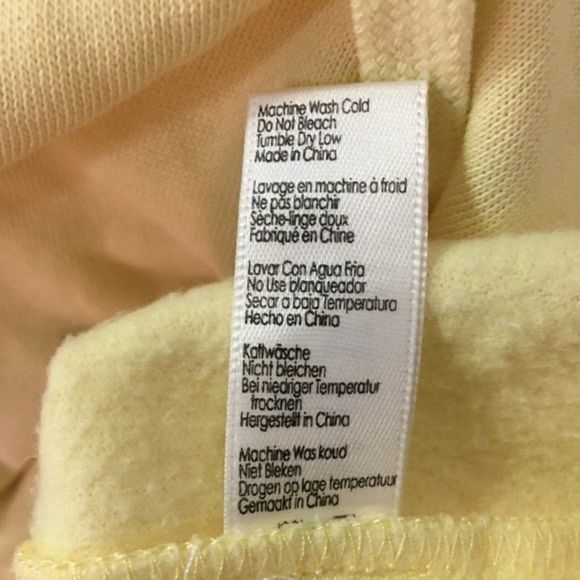 Machine Wash Cold
Do Not Bleach
Tumble Dry Low
Made in China
Lavage en machine à froid
Ne pas blanchir
Sèche-linge doux
Fabriqué en Chine
Lavar Con Agua Fria
No Use blanqueador
Secar a baja Temperatura
Hecho en China
Kaltwäsche
Nicht bleichen
Bei niedriger Temperatur
trocknen
Hergestellt in China
Machine Was koud
Niet Bleken
Drogen op lage temperatuur
Gemaakt in China